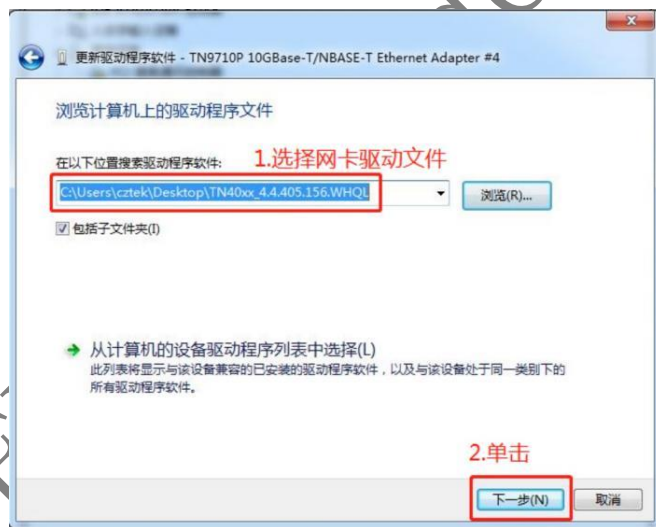 更新驱动程序软件 - TN9710P 10GBase-T/NBASE-T Ethernet Adapter #4
浏览计算机上的驱动程序文件
1.选择网卡驱动文件
在以下位置搜索驱动程序软件:
C:\Users\cztek\Desktop\TN40xx_4.4.405.156.WHQL
浏览(R)...
包括子文件夹(I)
从计算机的设备驱动程序列表中选择(L)
此列表将显示与该设备兼容的已安装的驱动程序软件，以及与该设备处于同一类别下的
所有驱动程序软件。
2.单击
下一步(N)
取消